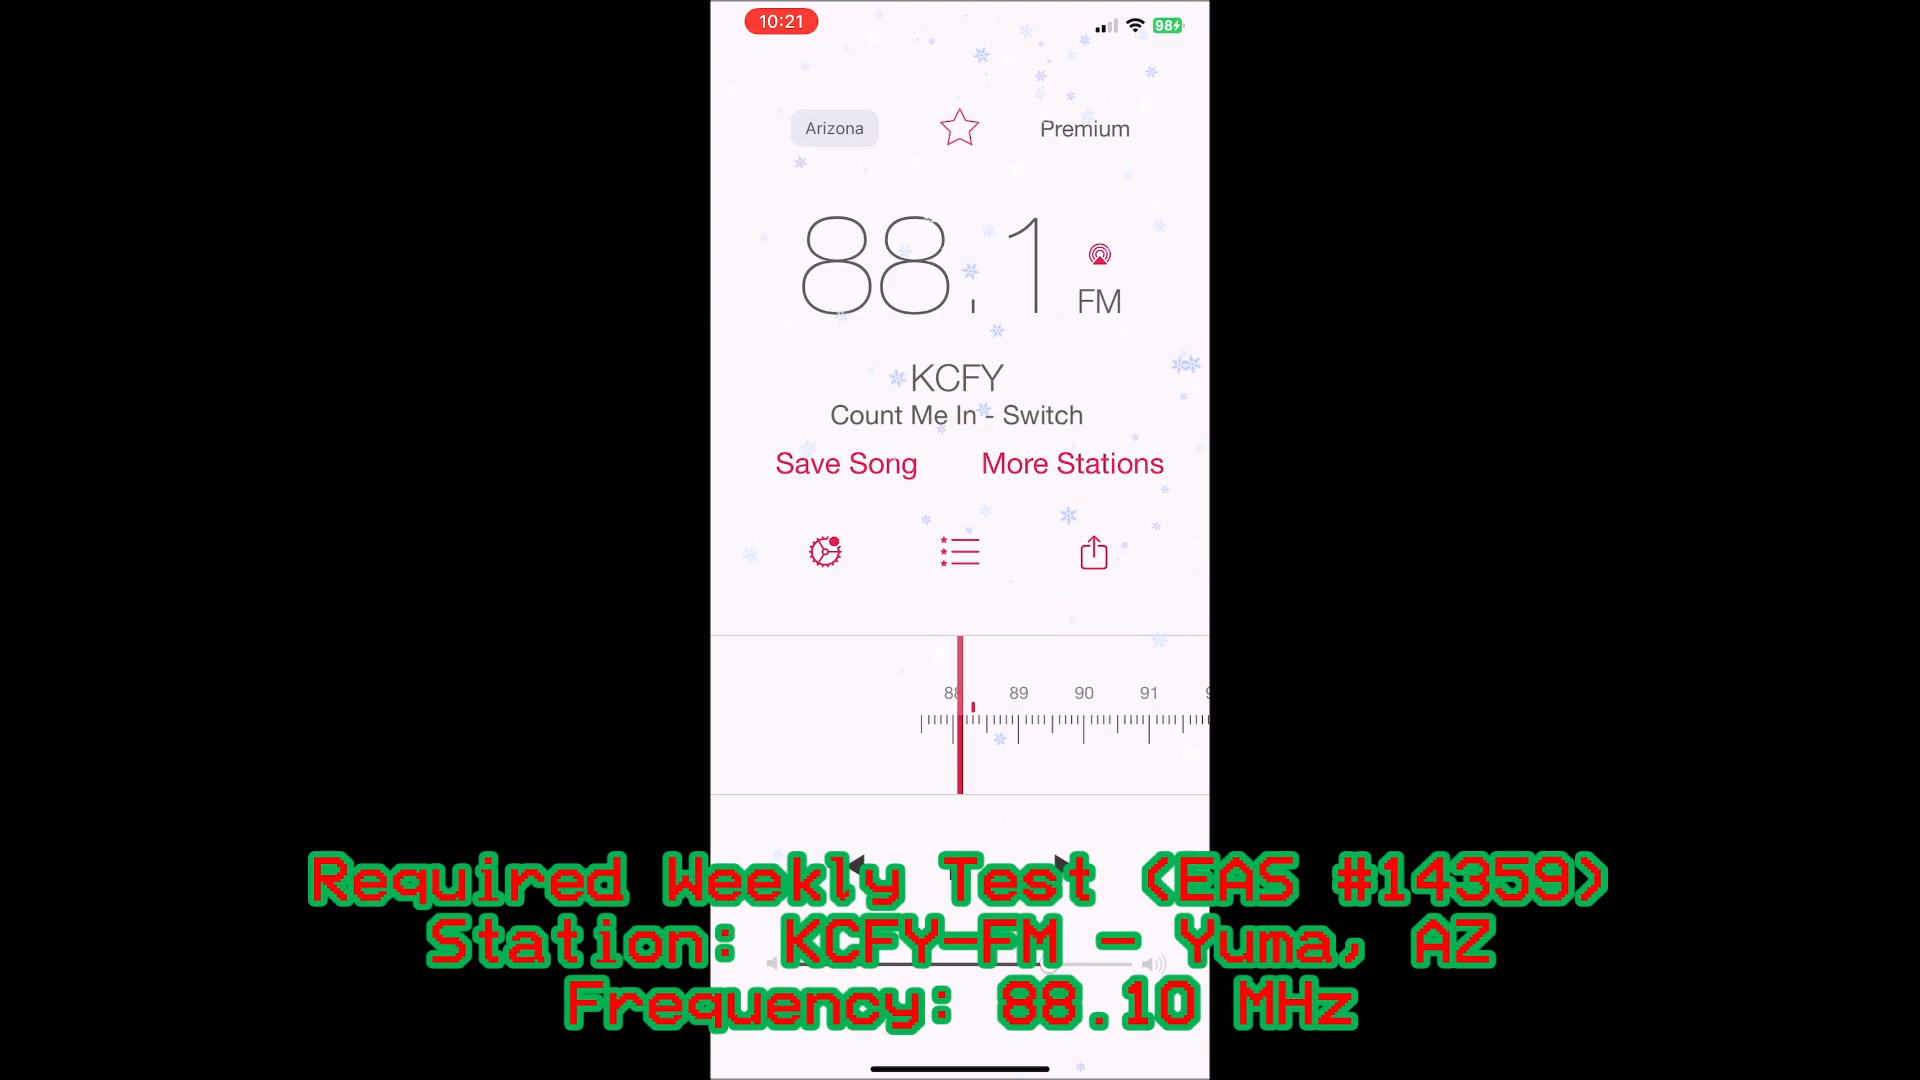 10:21
98
Arizona
Premium
88.1
FM
KCFY
Count Me In - Switch
Save Song
More Stations
88 89 90 91
Required Weekly Test (EAS #14359)
Station: KCFY-FM - Yuma, AZ
Frequency: 88.10 MHz